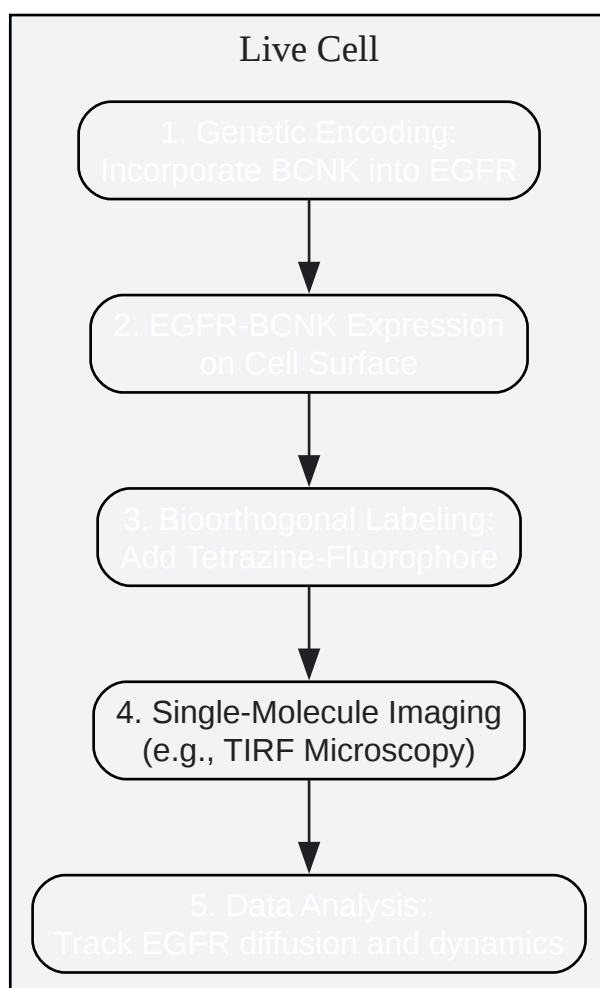 Live Cell
1. Genetic Encoding:
Incorporate BCNK into EGFR
2. EGFR-BCNK Expression
on Cell Surface
3. Bioorthogonal Labeling:
Add Tetrazine-Fluorophore
4. Single-Molecule Imaging
(e.g., TIRF Microscopy)
5. Data Analysis:
Track EGFR diffusion and dynamics